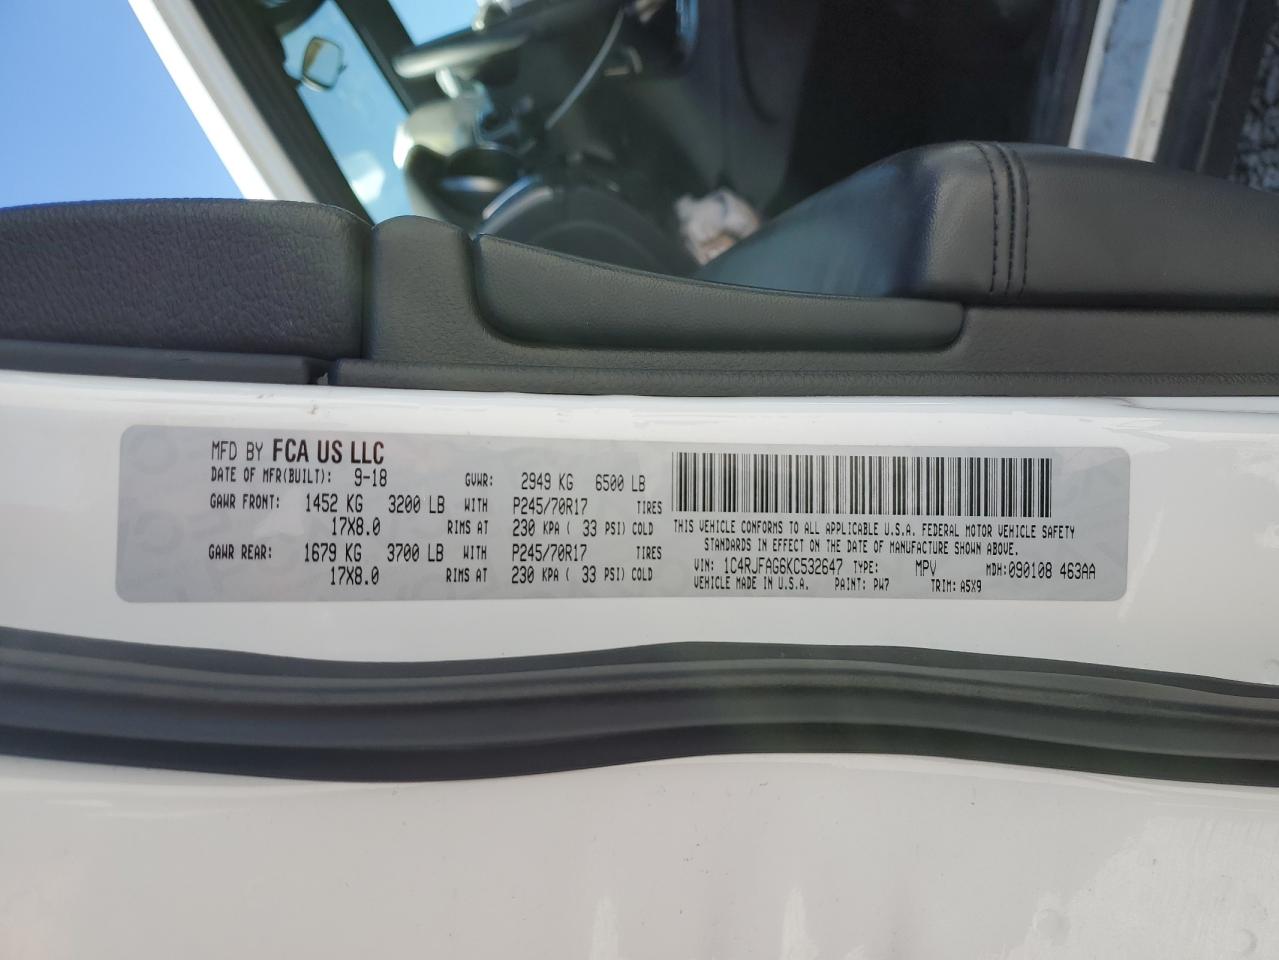 MFD BY FCA US LLC
DATE OF MFR(BUILT): 9-18 GVWR: 2949 KG 6500 LB
GAWR FRONT: 1452 KG 3200 LB WITH P245/70R17 TIRES
17X8.0 RIMS AT 230 KPA ( 33 PSI) COLD
GAWR REAR: 1679 KG 3700 LB WITH P245/70R17 TIRES
17X8.0 RIMS AT 230 KPA ( 33 PSI) COLD
THIS VEHICLE CONFORMS TO ALL APPLICABLE U.S.A. FEDERAL MOTOR VEHICLE SAFETY
STANDARDS IN EFFECT ON THE DATE OF MANUFACTURE SHOWN ABOVE.
VIN: 1C4RJFAG6KC532647 TYPE: MPV MDH:090108 463AA
VEHICLE MADE IN U.S.A. PAINT: PW7 TRIM: A5X9